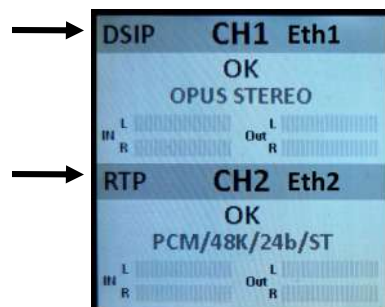 DSIP CH1 Eth1
OK
OPUS STEREO
IN L R Out L R
RTP CH2 Eth2
OK
PCM/48K/24b/ST
IN L R Out L R